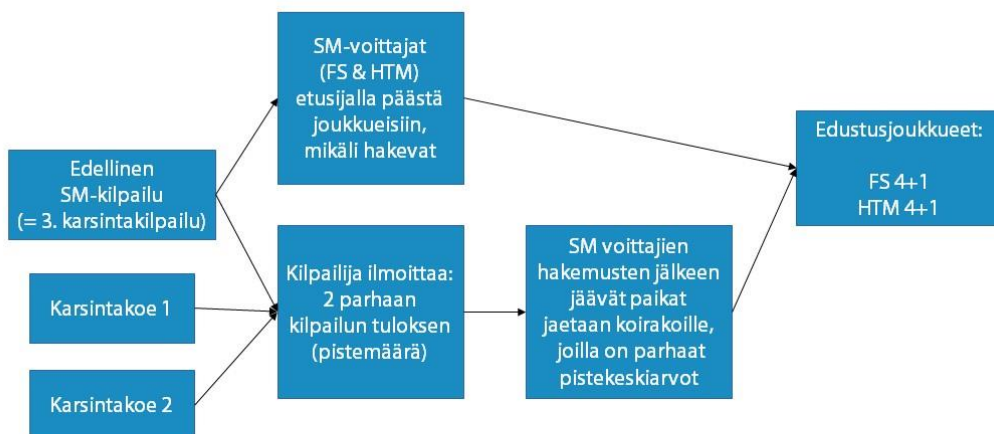 SM-voittajat
(FS & HTM)
etusijalla päästä
joukkueisiin,
mikäli hakevat
Edellinen
SM-kilpailu
(= 3. karsintakilpailu)
Edustusjoukkueet:
FS 4+1
HTM 4+1
Kilpailija ilmoittaa:
2 parhaan
kilpailun tuloksen
(pistemäärä)
SM voittajien
hakemusten jälkeen
jäävät paikat
jaetaan koirakoille,
joilla on parhaat
pistekeskiarvot
Karsintakoe 1
Karsintakoe 2